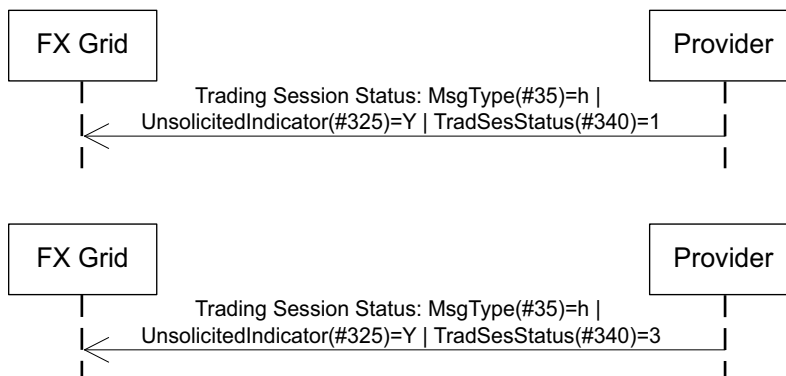 FX Grid
Provider
Trading Session Status: MsgType(#35)=h |
UnsolicitedIndicator(#325)=Y | TradSesStatus(#340)=1
FX Grid
Provider
Trading Session Status: MsgType(#35)=h |
UnsolicitedIndicator(#325)=Y | TradSesStatus(#340)=3